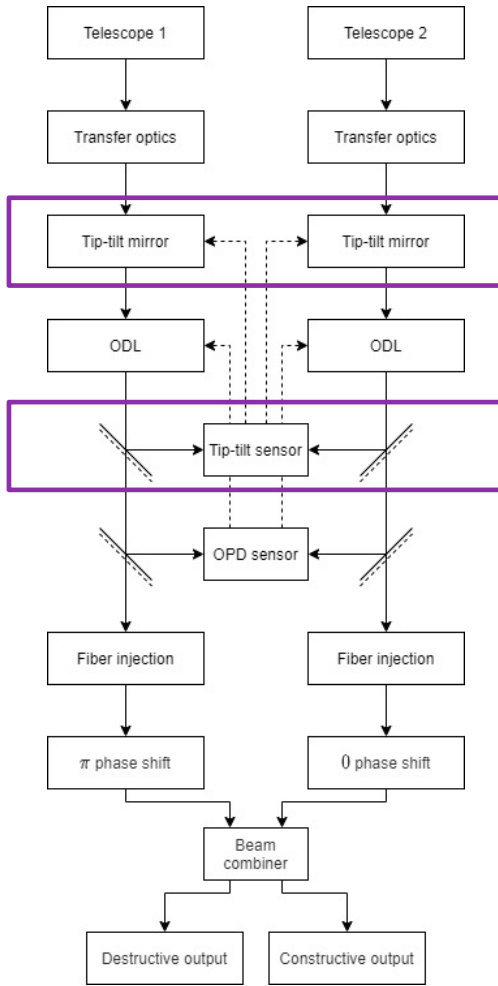 Telescope 1
Telescope 2
Transfer optics
Transfer optics
Tip-tilt mirror
Tip-tilt mirror
ODL
ODL
Tip-tilt sensor
OPD sensor
Fiber injection
Fiber injection
π phase shift
0 phase shift
Beam
combiner
Destructive output
Constructive output